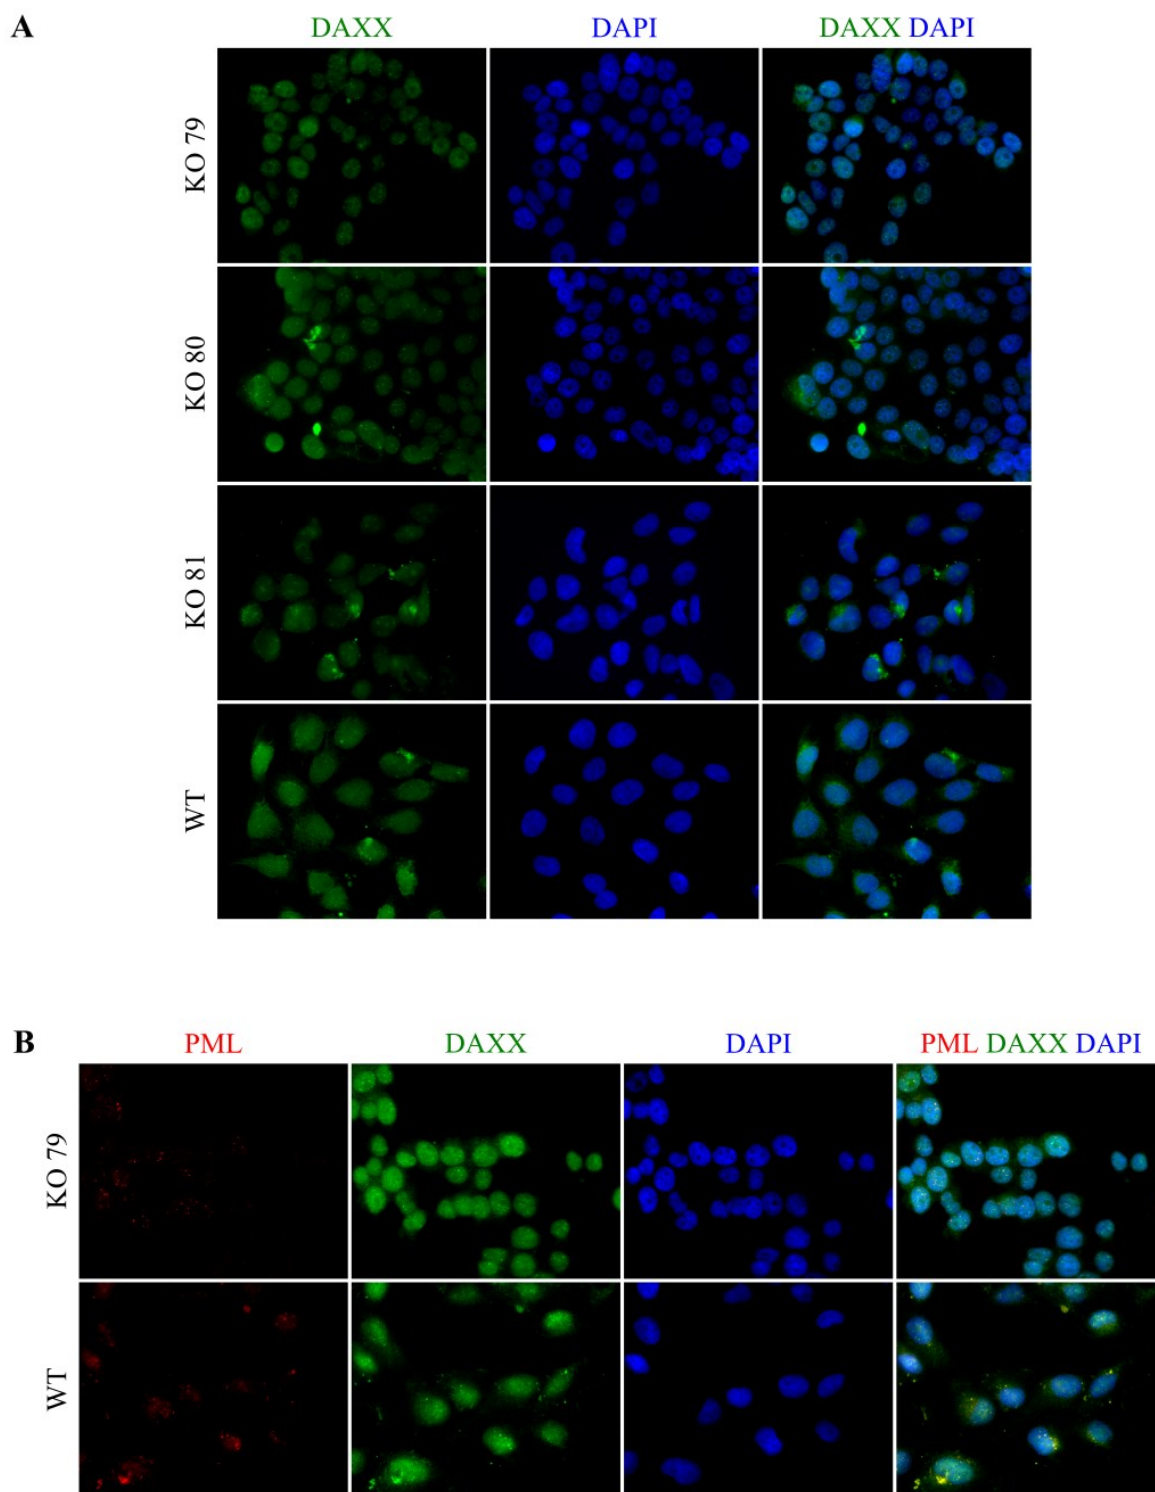 A
DAXX DAPI DAXX DAPI
KO 79
KO 80
KO 81
WT
B
PML DAXX DAPI PML DAXX DAPI
KO 79
WT